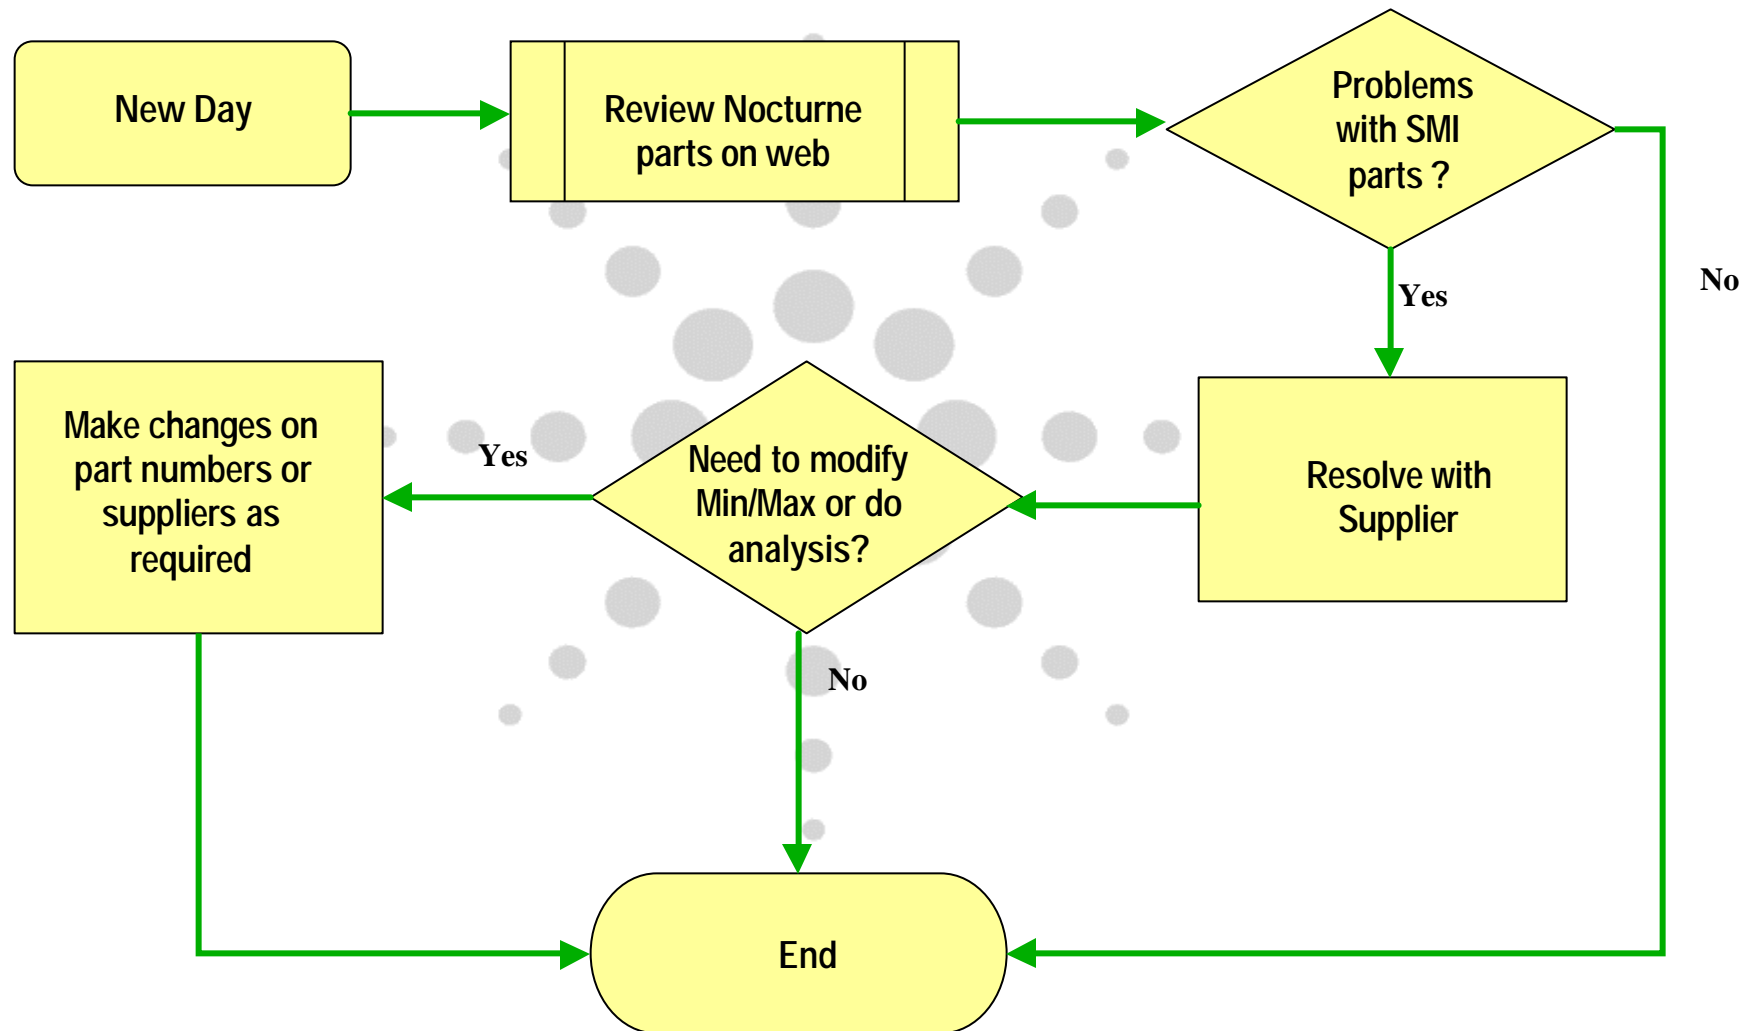 New Day
Review Nocturne
parts on web
Problems
with SMI
parts ?
No
Yes
Make changes on
part numbers or
suppliers as
required
Yes
Need to modify
Min/Max or do
analysis?
Resolve with
Supplier
No
End